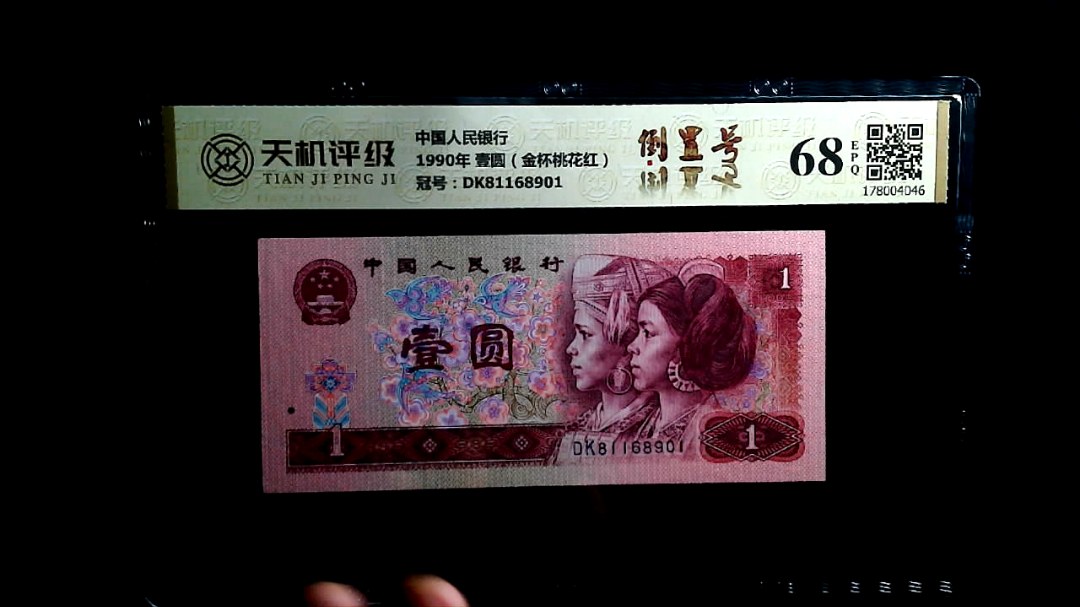 天机评级
TIAN JI PING JI
中国人民银行
1990年 壹圆（金杯桃花红）
冠号：DK81168901
倒置号
68
EPQ
178004046
中国人民银行
1
壹圆
1
DK81168901
1